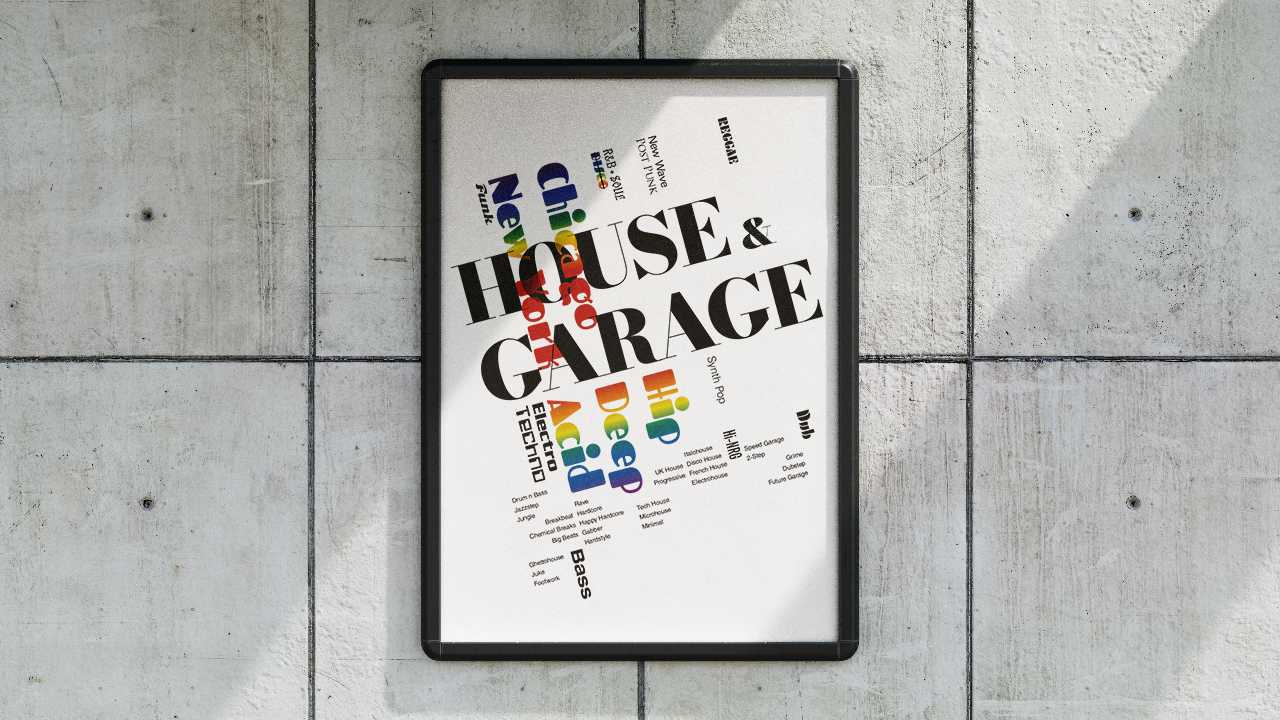 REGGAE
New Wave
POST PUNK
R&B • SOUL
DISCO
Chicago
New York
Funk
HOUSE &
GARAGE
Synth Pop
Hip
Deep
Acid
Electro
TECHNO
Dub
Hi-NRG
Speed Garage
2-Step
Grime
Dubstep
Future Garage
Italohouse
UK House Disco House
Progressive French House
Electrohouse
Drum n Bass
Jazzstep
Jungle
Rave
Breakbeat Hardcore
Chemical Breaks Happy Hardcore
Big Beats Gabber
Hardstyle
Tech House
Microhouse
Minimal
Ghettohouse
Juke
Footwork
Bass